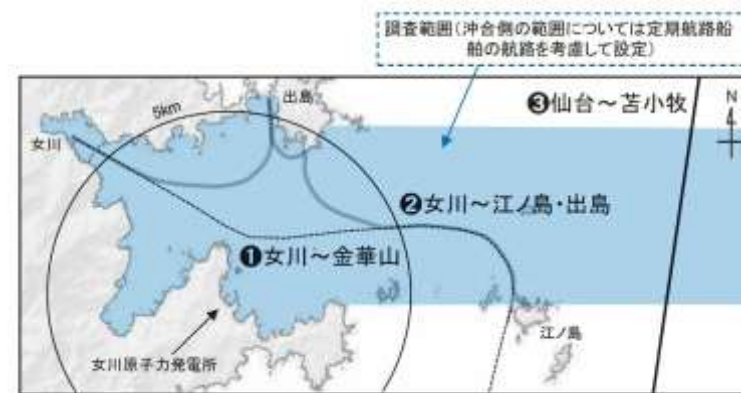 調査範囲(沖合側の範囲については定期航路船
舶の航路を考慮して設定)
出島
❸仙台～苫小牧
N
5km
女川
❷女川～江ノ島・出島
❶女川～金華山
江ノ島
女川原子力発電所